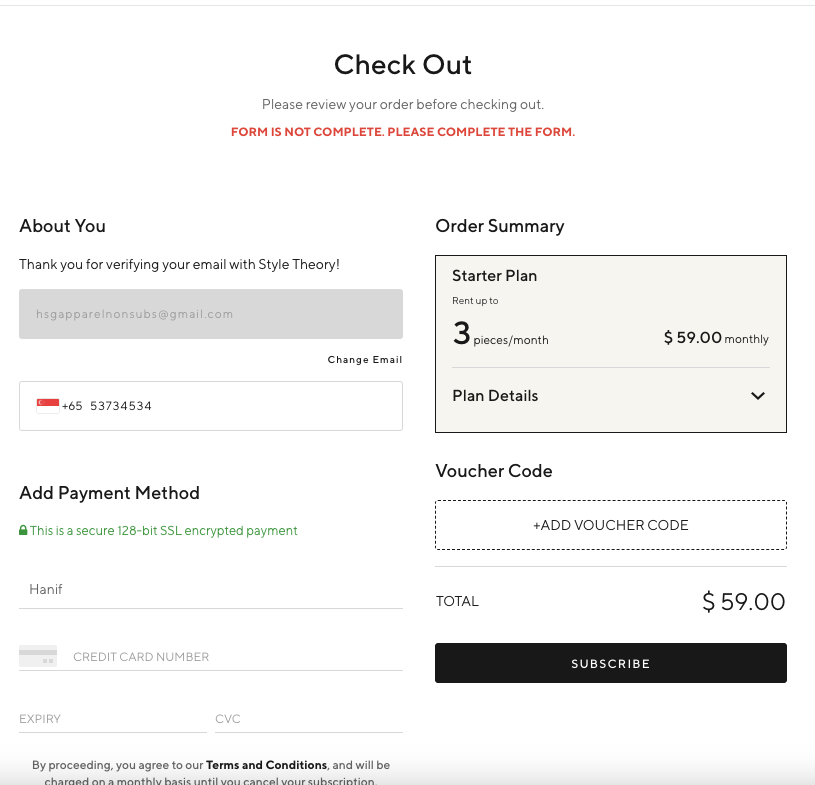 Check Out
Please review your order before checking out.
FORM IS NOT COMPLETE. PLEASE COMPLETE THE FORM.
About You
Thank you for verifying your email with Style Theory!
hsgapparelnonsubs@gmail.com
Change Email
+65 53734534
Add Payment Method
This is a secure 128-bit SSL encrypted payment
Hanif
CREDIT CARD NUMBER
EXPIRY CVC
By proceeding, you agree to our Terms and Conditions, and will be
charged on a monthly basis until you cancel your subscription.
Order Summary
Starter Plan
Rent up to
3 pieces/month $ 59.00 monthly
Plan Details
Voucher Code
+ADD VOUCHER CODE
TOTAL $ 59.00
SUBSCRIBE